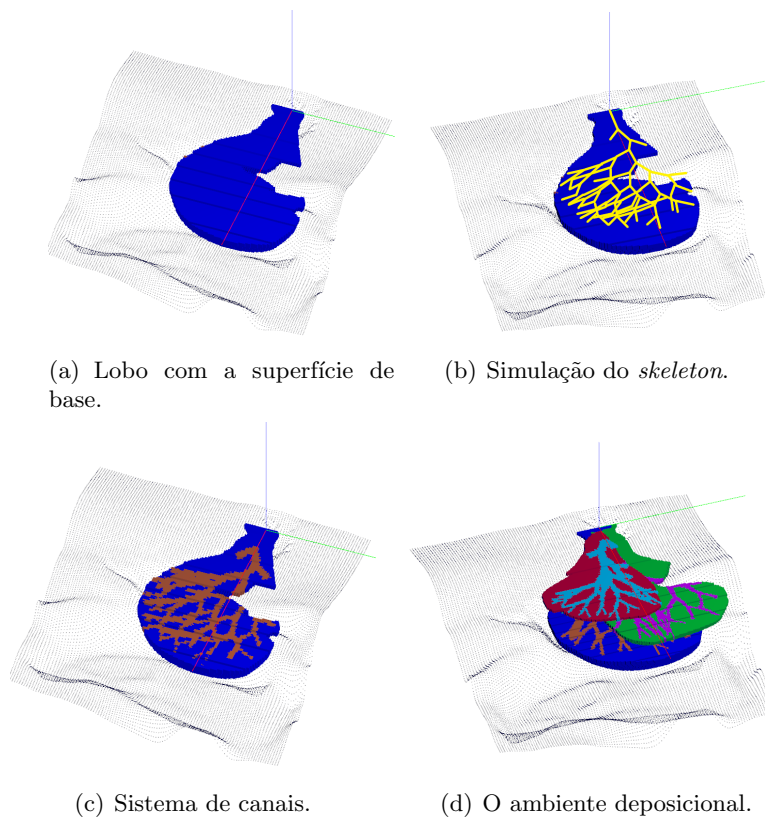 (a) Lobo com a superfície de
base.
(b) Simulação do skeleton.
(c) Sistema de canais.
(d) O ambiente deposicional.